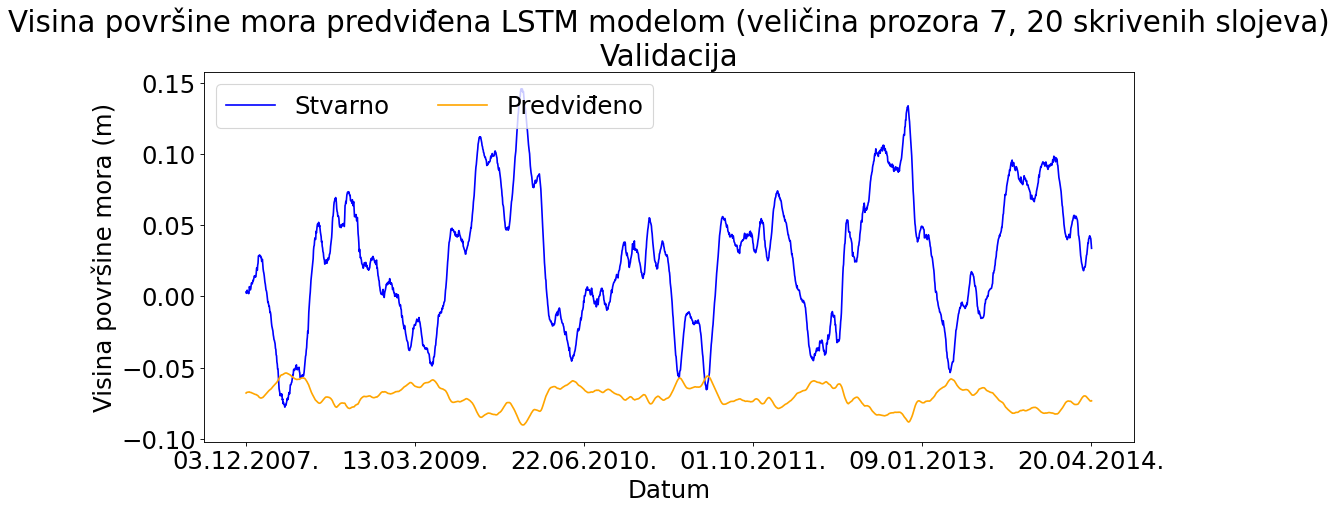 Visina površine mora predviđena LSTM modelom (veličina prozora 7, 20 skrivenih slojeva)
Validacija
Stvarno Predviđeno
Visina površine mora (m)
0.15
0.10
0.05
0.00
−0.05
−0.10
03.12.2007. 13.03.2009. 22.06.2010. 01.10.2011. 09.01.2013. 20.04.2014.
Datum